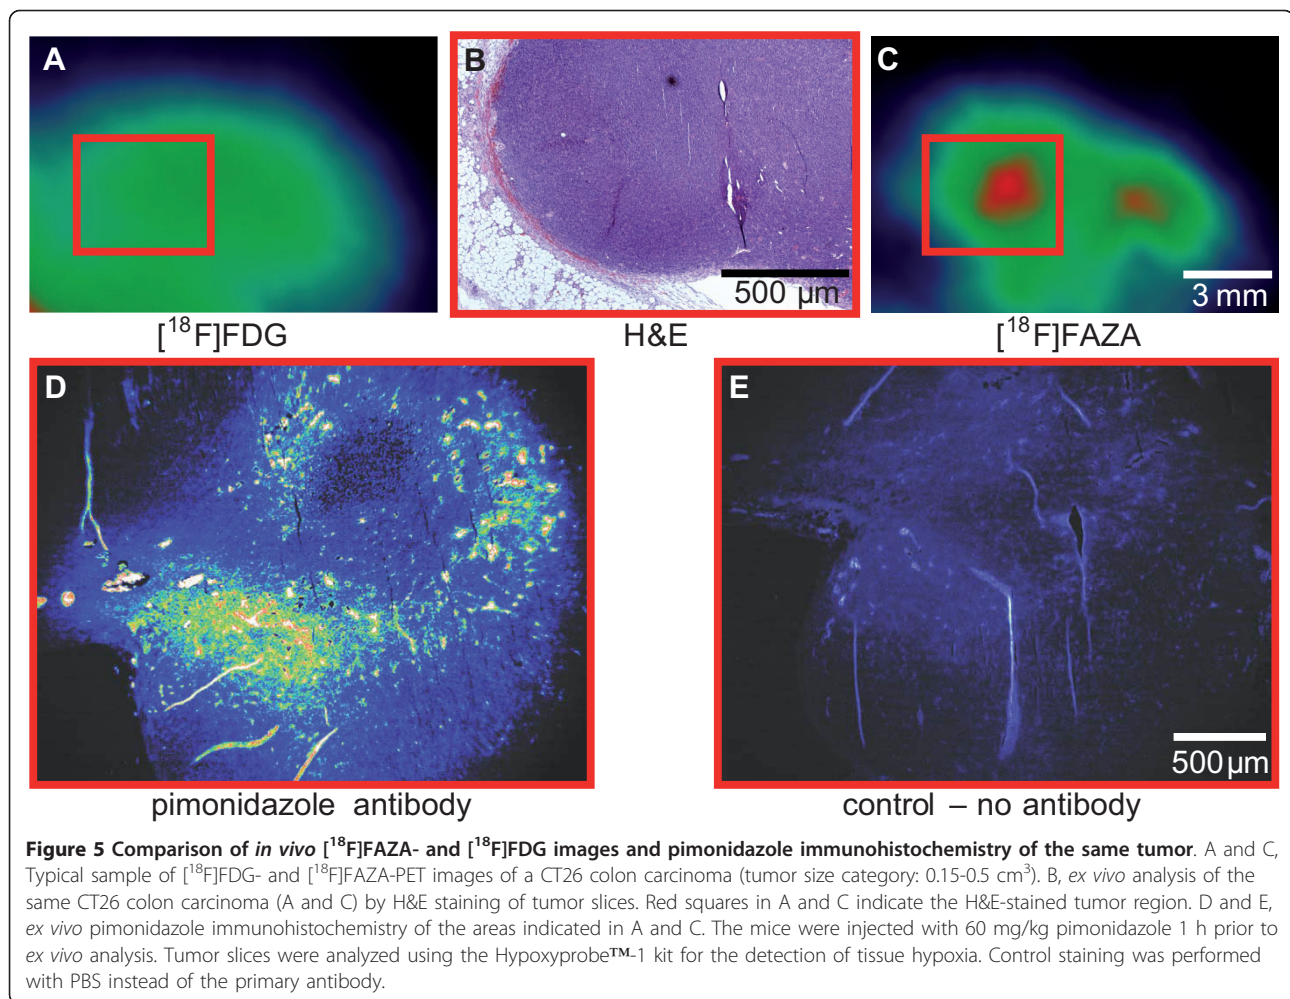 A
B
C
500 µm
3 mm
[¹⁸F]FDG
H&E
[¹⁸F]FAZA
D
E
500 µm
pimonidazole antibody
control – no antibody
Figure 5 Comparison of in vivo [¹⁸F]FAZA- and [¹⁸F]FDG images and pimonidazole immunohistochemistry of the same tumor. A and C,
Typical sample of [¹⁸F]FDG- and [¹⁸F]FAZA-PET images of a CT26 colon carcinoma (tumor size category: 0.15-0.5 cm³). B, ex vivo analysis of the
same CT26 colon carcinoma (A and C) by H&E staining of tumor slices. Red squares in A and C indicate the H&E-stained tumor region. D and E,
ex vivo pimonidazole immunohistochemistry of the areas indicated in A and C. The mice were injected with 60 mg/kg pimonidazole 1 h prior to
ex vivo analysis. Tumor slices were analyzed using the Hypoxyprobe™-1 kit for the detection of tissue hypoxia. Control staining was performed
with PBS instead of the primary antibody.